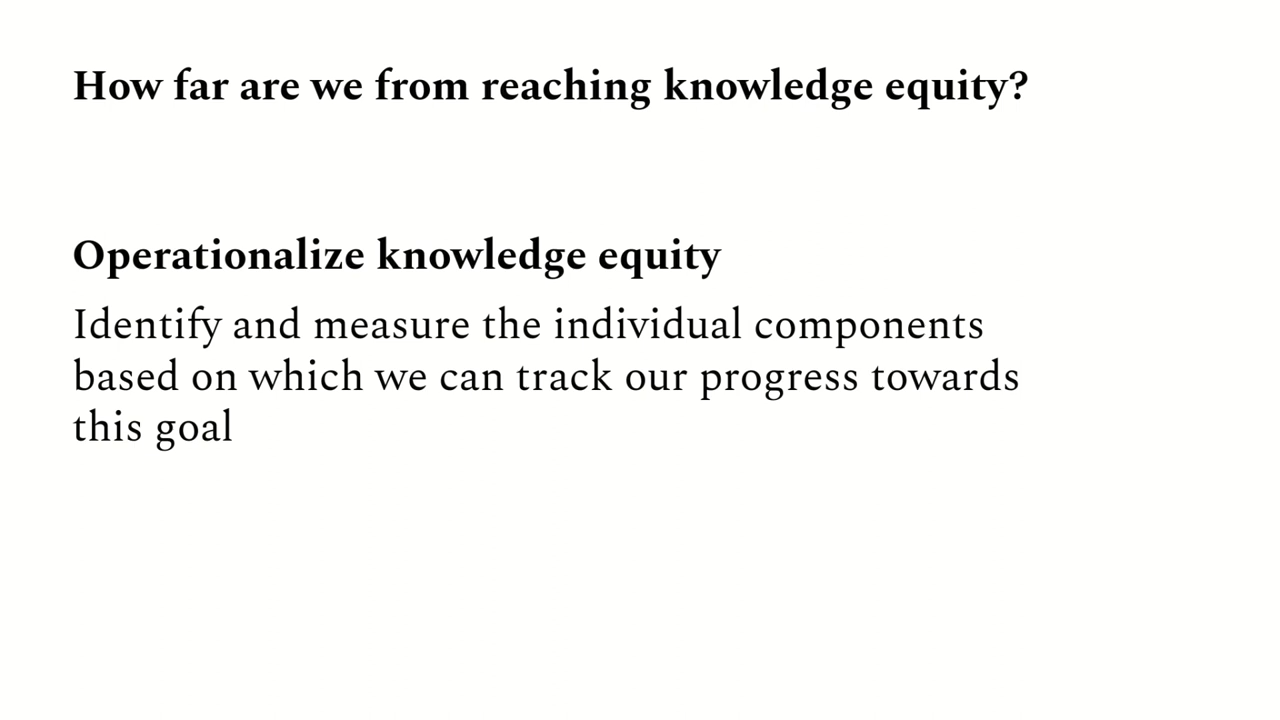 How far are we from reaching knowledge equity?
Operationalize knowledge equity
Identify and measure the individual components
based on which we can track our progress towards
this goal